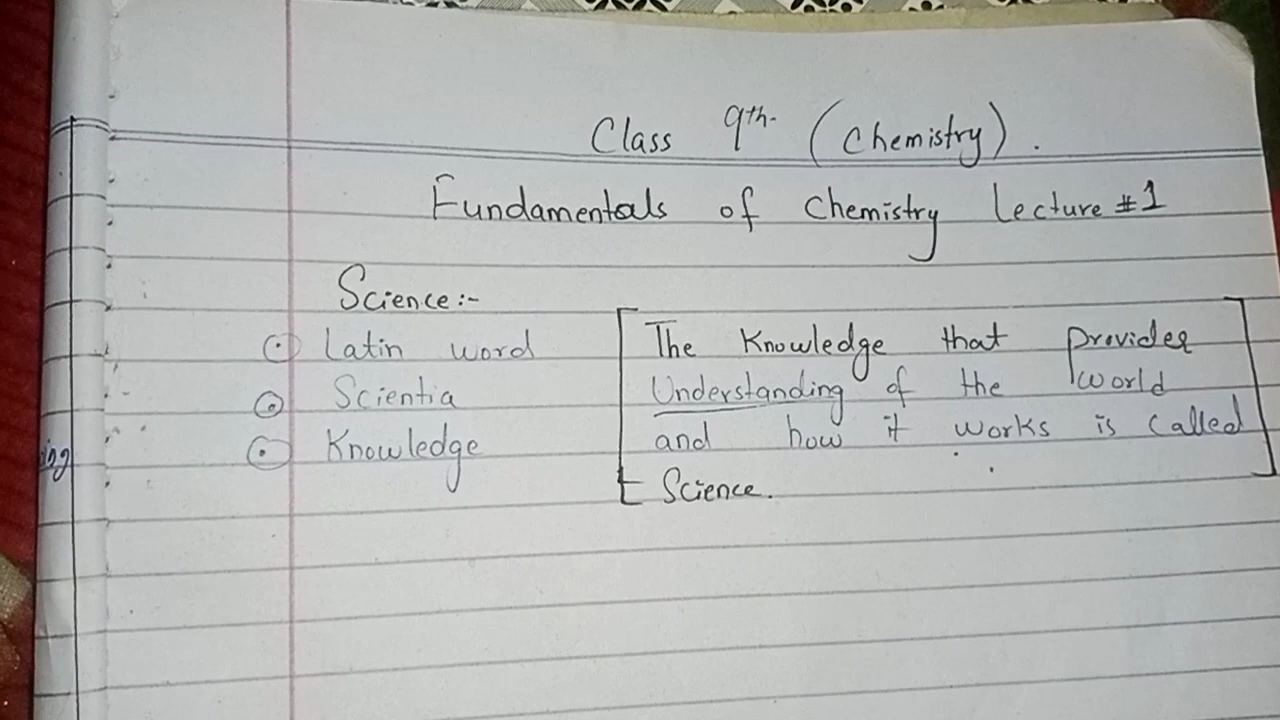 Class 9th. (Chemistry).
Fundamentals of Chemistry Lecture #1
Science:-
Latin word
Scientia
Knowledge
The Knowledge that provides
Understanding of the world
and how it works is Called
Science.